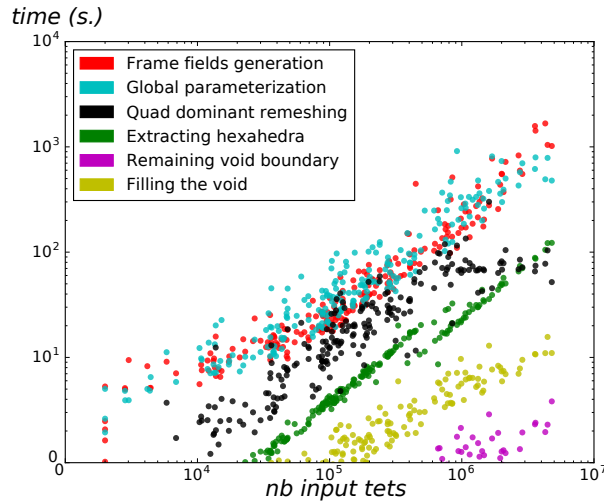 time (s.)
10^4
Frame fields generation
Global parameterization
Quad dominant remeshing
Extracting hexahedra
Remaining void boundary
Filling the void
10^3
10^2
10^1
0
0 10^4 10^5 10^6 10^7
nb input tets